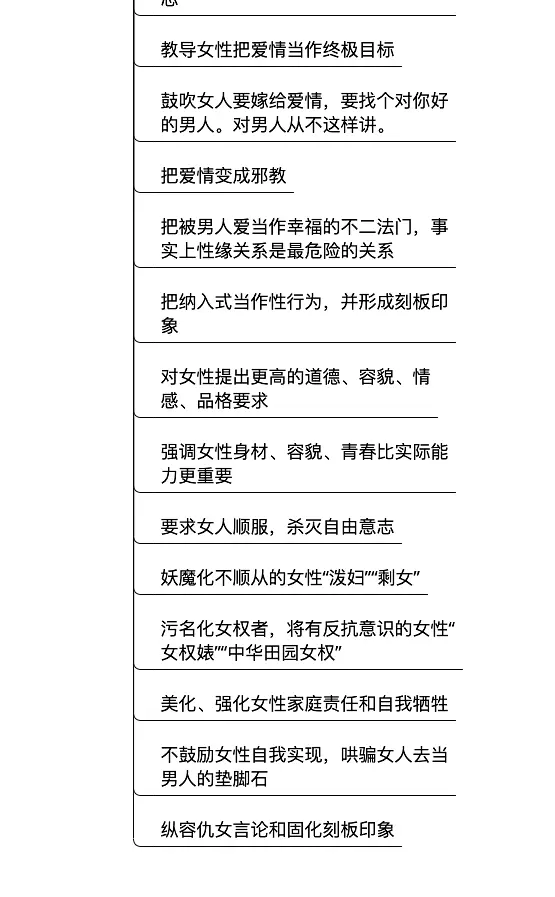 教导女性把爱情当作终极目标
鼓吹女人要嫁给爱情，要找个对你好
的男人。对男人从不这样讲。
把爱情变成邪教
把被男人爱当作幸福的不二法门，事
实上性缘关系是最危险的关系
把纳入式当作性行为，并形成刻板印
象
对女性提出更高的道德、容貌、情
感、品格要求
强调女性身材、容貌、青春比实际能
力更重要
要求女人顺服，杀灭自由意志
妖魔化不顺从的女性“泼妇”“剩女”
污名化女权者，将有反抗意识的女性“
女权婊”“中华田园女权”
美化、强化女性家庭责任和自我牺牲
不鼓励女性自我实现，哄骗女人去当
男人的垫脚石
纵容仇女言论和固化刻板印象